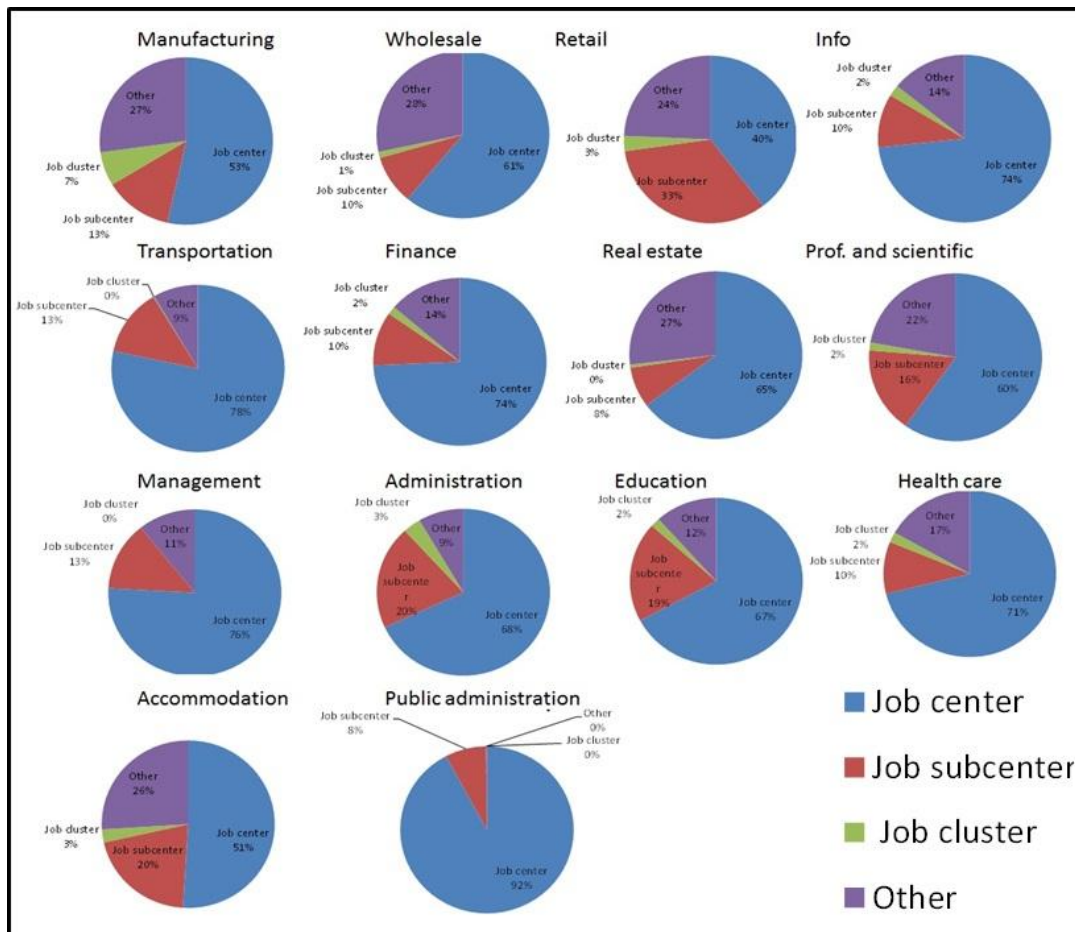 Manufacturing
Other
27%
Job center
53%
Job cluster
7%
Job subcenter
13%
Wholesale
Other
28%
Job center
61%
Job cluster
1%
Job subcenter
10%
Retail
Other
24%
Job center
40%
Job cluster
3%
Job subcenter
33%
Info
Job cluster
2%
Other
14%
Job subcenter
10%
Job center
74%
Transportation
Job cluster
0%
Other
9%
Job subcenter
13%
Job center
78%
Finance
Job cluster
2%
Other
14%
Job subcenter
10%
Job center
74%
Real estate
Other
27%
Job cluster
0%
Job center
65%
Job subcenter
8%
Prof. and scientific
Other
22%
Job cluster
2%
Job subcenter
16%
Job center
60%
Management
Job cluster
0%
Other
11%
Job subcenter
13%
Job center
76%
Administration
Job cluster
3%
Other
9%
Job
subcente
r
20%
Job center
68%
Education
Job cluster
2%
Other
12%
Job
subcente
r
19%
Job center
67%
Health care
Other
17%
Job cluster
2%
Job subcenter
10%
Job center
71%
Accommodation
Other
26%
Job cluster
3%
Job subcenter
20%
Job center
51%
Public administration
Job subcenter
8%
Other
0%
Job cluster
0%
Job center
92%
Job center
Job subcenter
Job cluster
Other